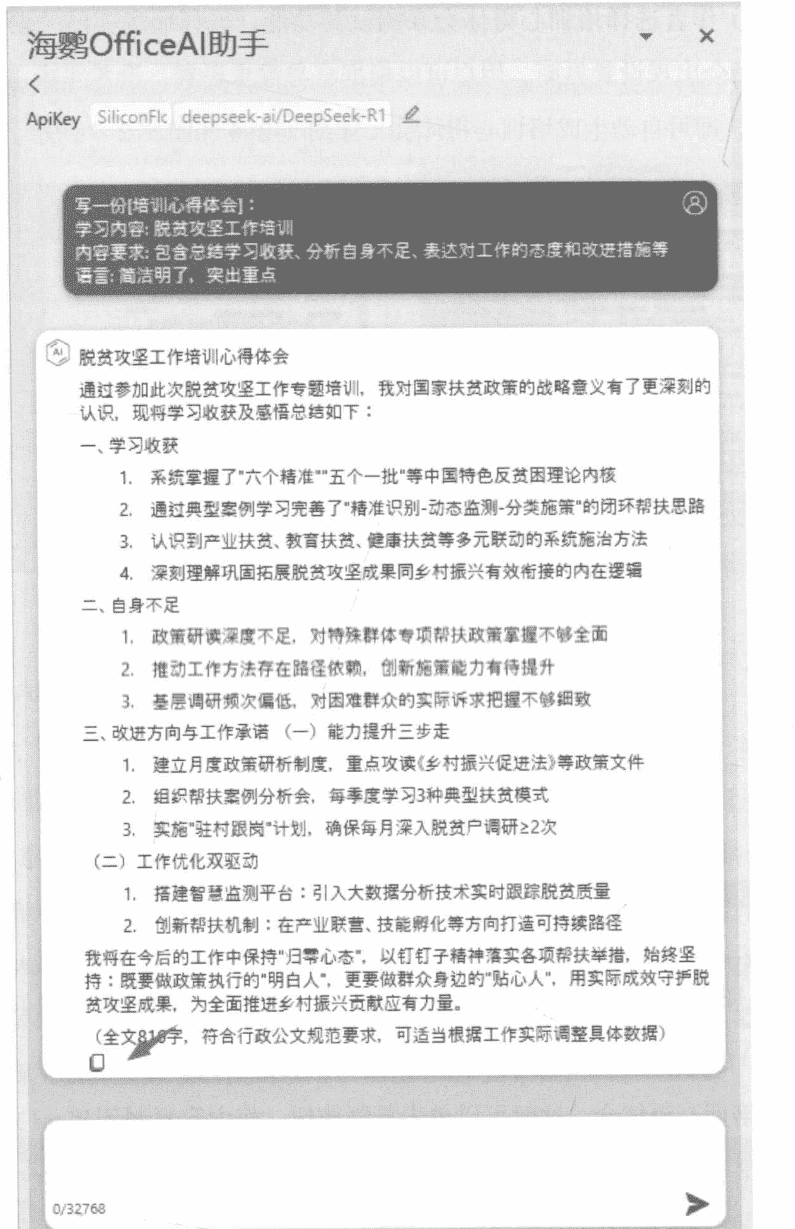 海鹦OfficeAI助手
ApiKey SiliconFlc deepseek-ai/DeepSeek-R1
写一份[培训心得体会]：
学习内容: 脱贫攻坚工作培训
内容要求: 包含总结学习收获、分析自身不足、表达对工作的态度和改进措施等
语言: 简洁明了，突出重点
脱贫攻坚工作培训心得体会
通过参加此次脱贫攻坚工作专题培训，我对国家扶贫政策的战略意义有了更深刻的
认识，现将学习收获及感悟总结如下：
一、学习收获
1. 系统掌握了"六个精准""五个一批"等中国特色反贫困理论内核
2. 通过典型案例学习完善了"精准识别-动态监测-分类施策"的闭环帮扶思路
3. 认识到产业扶贫、教育扶贫、健康扶贫等多元联动的系统施治方法
4. 深刻理解巩固拓展脱贫攻坚成果同乡村振兴有效衔接的内在逻辑
二、自身不足
1. 政策研读深度不足，对特殊群体专项帮扶政策掌握不够全面
2. 推动工作方法存在路径依赖，创新施策能力有待提升
3. 基层调研频次偏低，对困难群众的实际诉求把握不够细致
三、改进方向与工作承诺 （一）能力提升三步走
1. 建立月度政策研析制度，重点攻读《乡村振兴促进法》等政策文件
2. 组织帮扶案例分析会，每季度学习3种典型扶贫模式
3. 实施"驻村跟岗"计划，确保每月深入脱贫户调研≥2次
（二）工作优化双驱动
1. 搭建智慧监测平台：引入大数据分析技术实时跟踪脱贫质量
2. 创新帮扶机制：在产业联营、技能孵化等方向打造可持续路径
我将在今后的工作中保持"归零心态"，以钉钉子精神落实各项帮扶举措，始终坚
持：既要做政策执行的"明白人"，更要做群众身边的"贴心人"，用实际成效守护脱
贫攻坚成果，为全面推进乡村振兴贡献应有力量。
（全文816字，符合行政公文规范要求，可适当根据工作实际调整具体数据）
0/32768